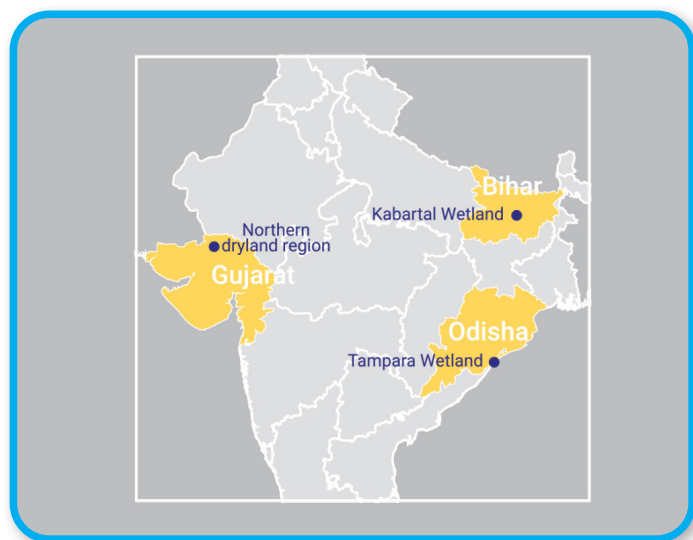 Bihar
Kabartal Wetland
Northern
dryland region
Gujarat
Odisha
Tampara Wetland